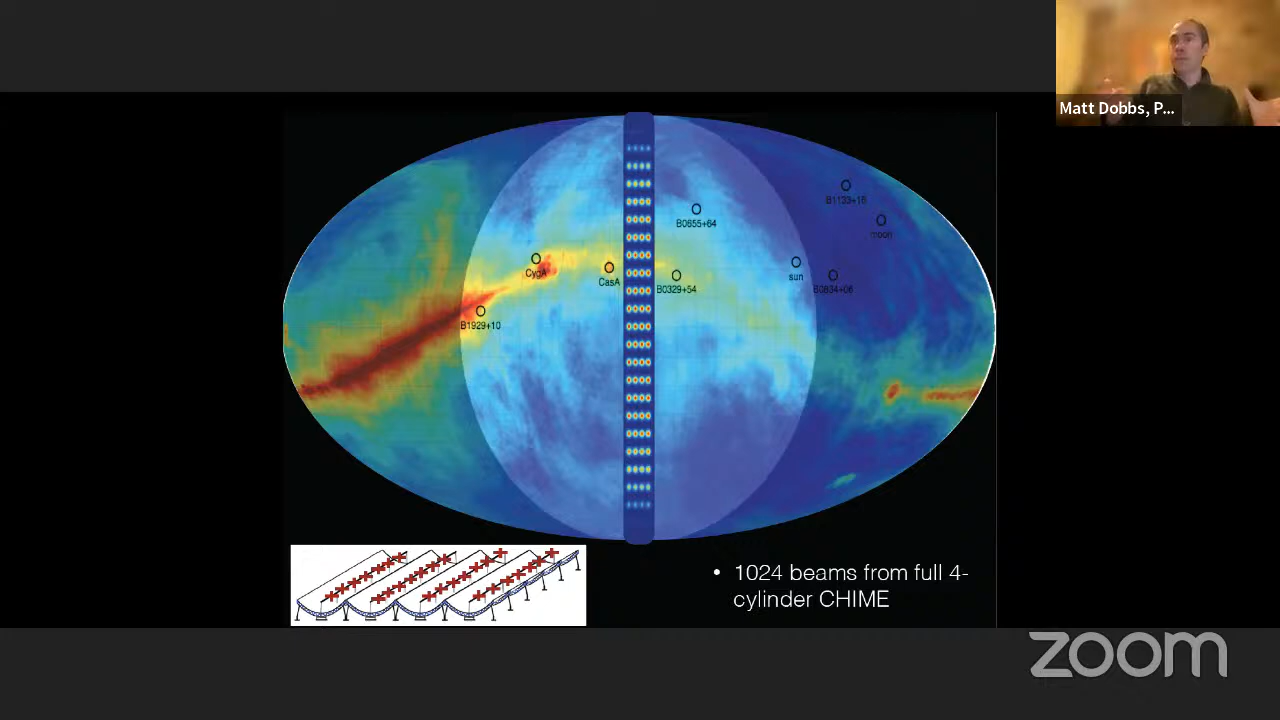 Matt Dobbs, P...
B1133+16
moon
B0655+64
CygA
CasA
B0329+54
sun
B0834+06
B1929+10
• 1024 beams from full 4-
cylinder CHIME
zoom